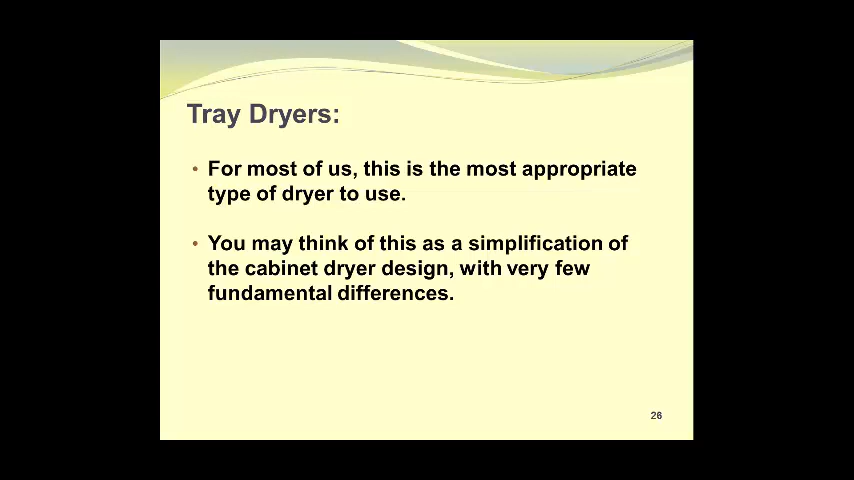 Tray Dryers:
• For most of us, this is the most appropriate
type of dryer to use.
• You may think of this as a simplification of
the cabinet dryer design, with very few
fundamental differences.
26